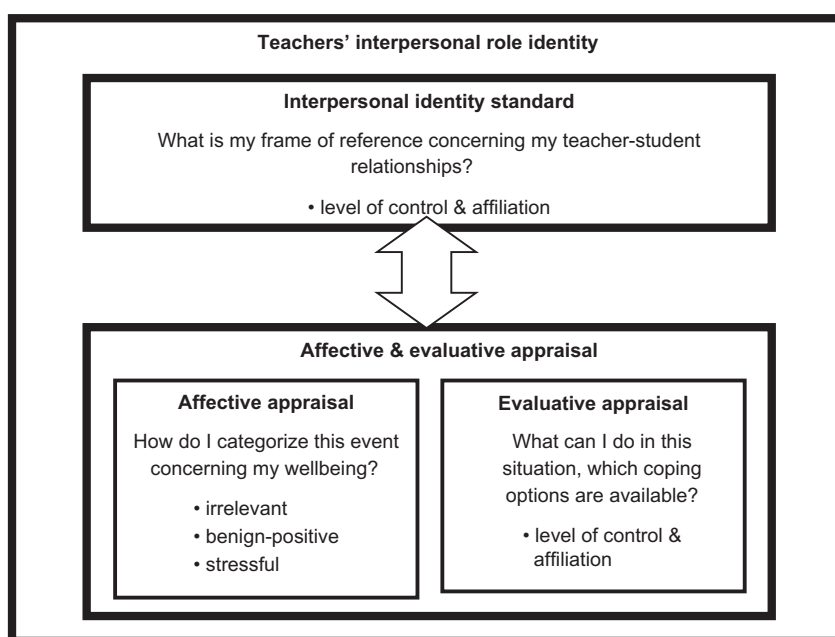 Teachers’ interpersonal role identity
Interpersonal identity standard
What is my frame of reference concerning my teacher-student
relationships?
• level of control & affiliation
Affective & evaluative appraisal
Affective appraisal
How do I categorize this event
concerning my wellbeing?
• irrelevant
• benign-positive
• stressful
Evaluative appraisal
What can I do in this
situation, which coping
options are available?
• level of control &
affiliation